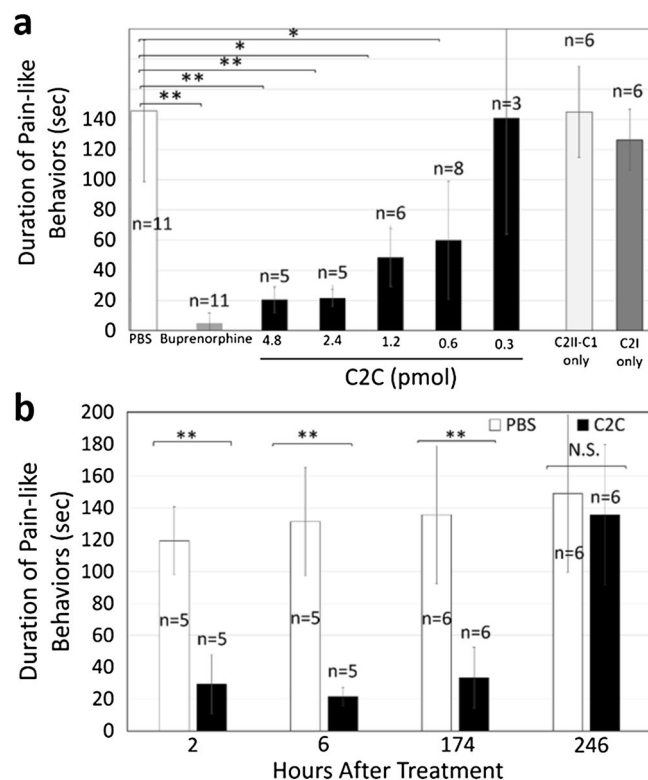 a
Duration of Pain-like
Behaviors (sec)
*
*
**
**
**
n=11
n=11
n=5
n=5
n=6
n=8
n=3
n=6
n=6
140
120
100
80
60
40
20
0
PBS Buprenorphine 4.8 2.4 1.2 0.6 0.3 C2II-C1 only C2I only
C2C (pmol)
b
Duration of Pain-like
Behaviors (sec)
PBS C2C
** ** ** N.S.
200
180
160
140
120
100
80
60
40
20
0
n=5
n=5
n=5
n=5
n=6
n=6
n=6
n=6
2 6 174 246
Hours After Treatment